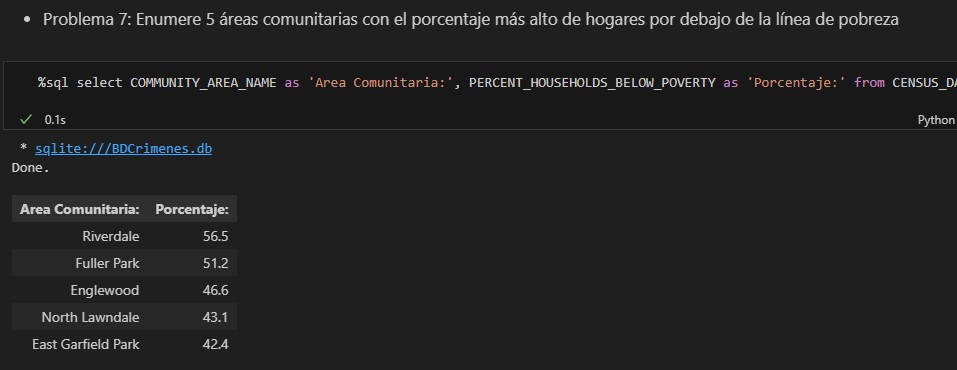 • Problema 7: Enumere 5 áreas comunitarias con el porcentaje más alto de hogares por debajo de la línea de pobreza
%sql select COMMUNITY_AREA_NAME as 'Area Comunitaria:', PERCENT_HOUSEHOLDS_BELOW_POVERTY as 'Porcentaje:' from CENSUS_DA
✓ 0.1s Python
* sqlite:///BDCrimenes.db
Done.
Area Comunitaria: Porcentaje:
Riverdale 56.5
Fuller Park 51.2
Englewood 46.6
North Lawndale 43.1
East Garfield Park 42.4